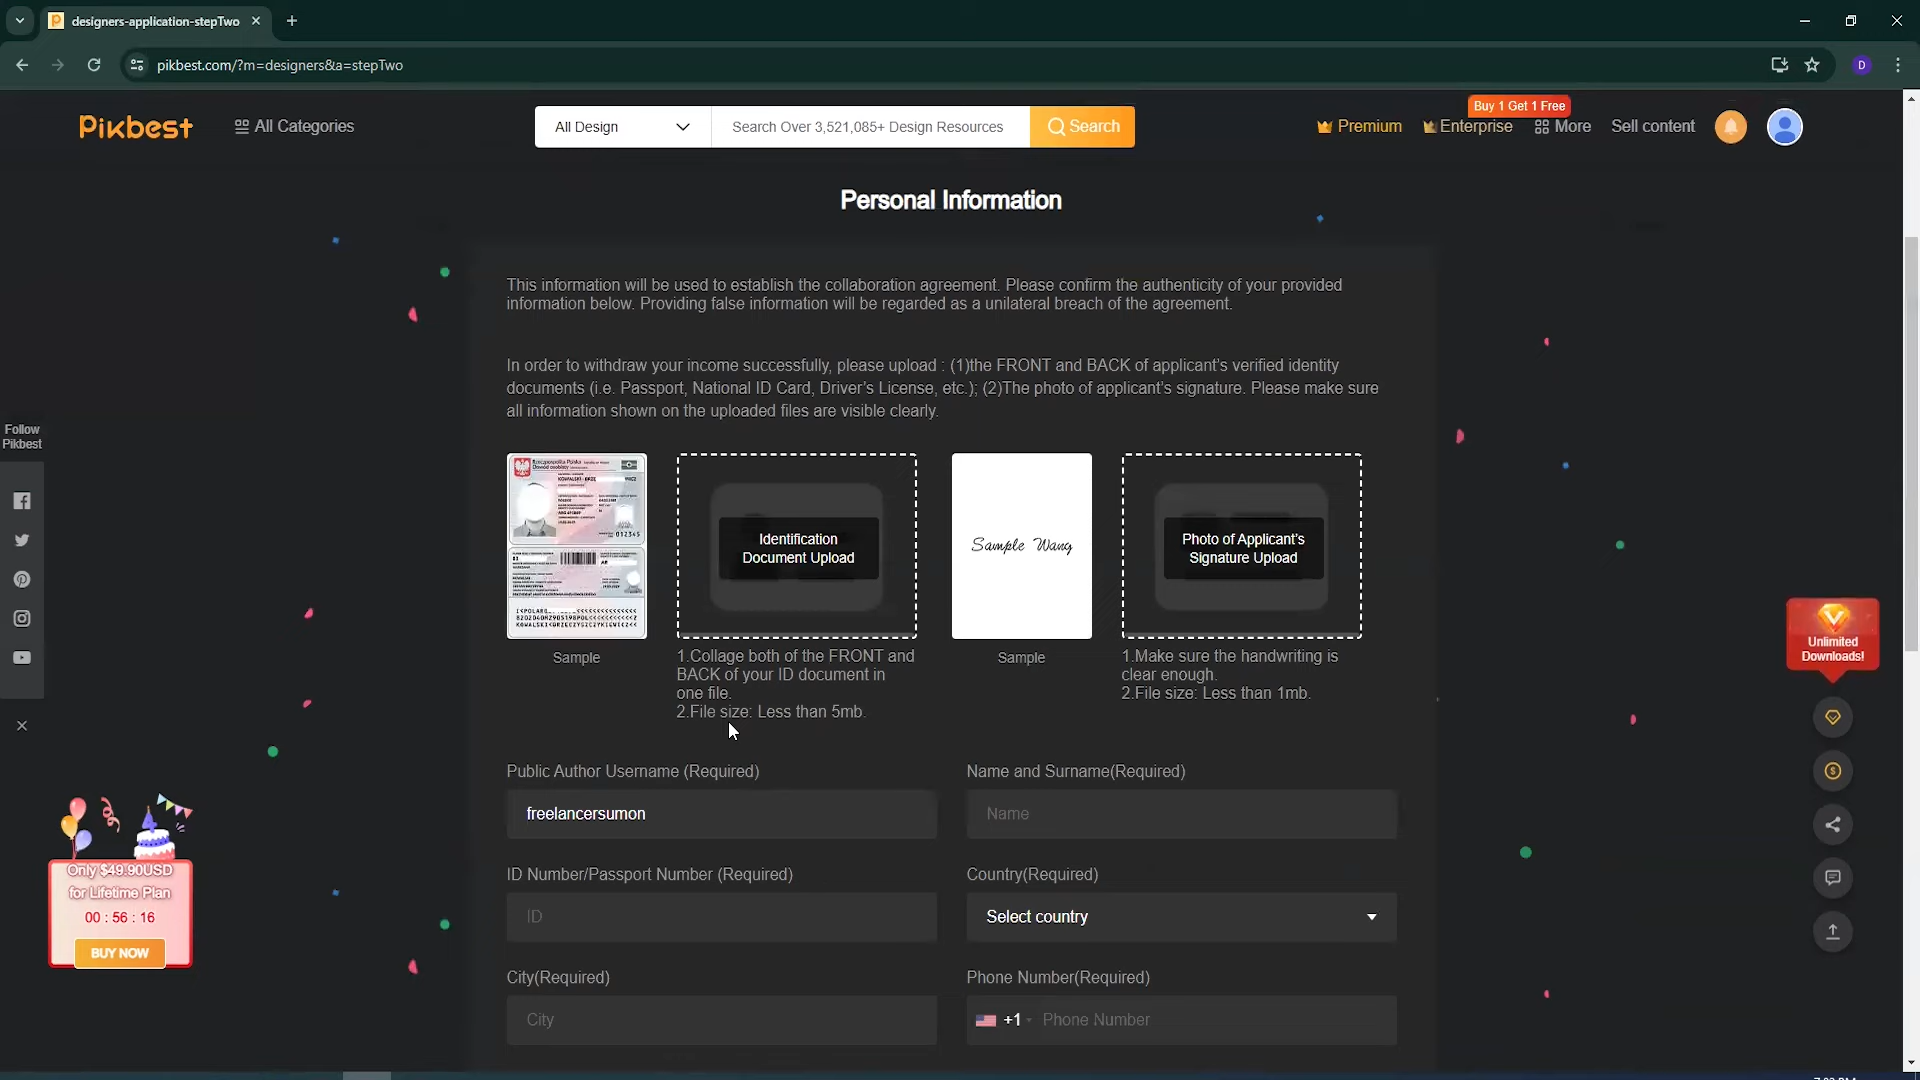 designers-application-stepTwo
pikbest.com/?m=designers&a=stepTwo
D
Pikbest
All Categories
All Design
Search Over 3,521,085+ Design Resources
Search
Premium
Enterprise
Buy 1 Get 1 Free
More
Sell content
Personal Information
This information will be used to establish the collaboration agreement. Please confirm the authenticity of your provided
information below. Providing false information will be regarded as a unilateral breach of the agreement.
In order to withdraw your income successfully, please upload : (1)the FRONT and BACK of applicant's verified identity
documents (i.e. Passport, National ID Card, Driver's License, etc.); (2)The photo of applicant's signature. Please make sure
all information shown on the uploaded files are visible clearly.
Follow
Pikbest
Identification
Document Upload
Sample Wang
Photo of Applicant's
Signature Upload
Sample
1.Collage both of the FRONT and
BACK of your ID document in
one file.
2.File size: Less than 5mb.
Sample
1.Make sure the handwriting is
clear enough.
2.File size: Less than 1mb.
Unlimited
Downloads!
Public Author Username (Required)
freelancersumon
Name and Surname(Required)
Name
ID Number/Passport Number (Required)
ID
Country(Required)
Select country
City(Required)
City
Phone Number(Required)
+1
Phone Number
4
Only $49.90USD
for Lifetime Plan
00 : 56 : 16
BUY NOW